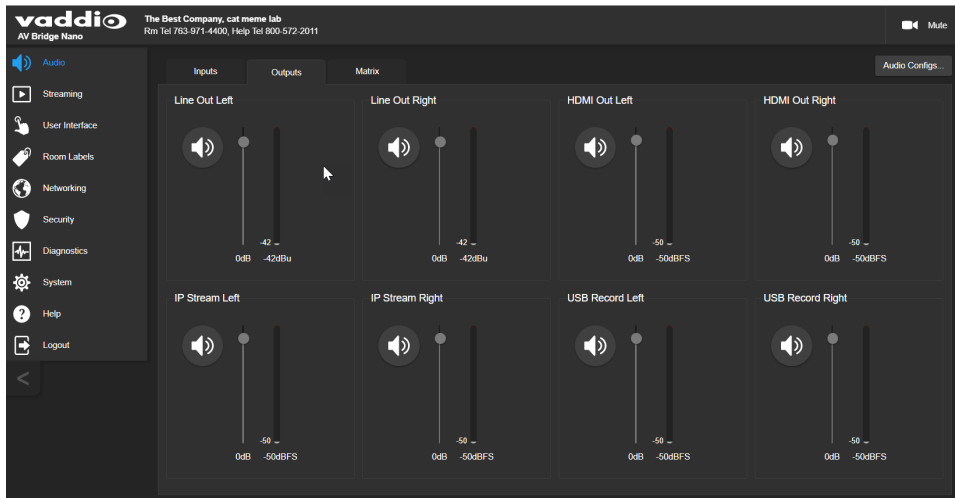 vaddio
AV Bridge Nano
The Best Company, cat meme lab
Rm Tel 763-971-4400, Help Tel 800-572-2011
Mute
Audio
Streaming
User Interface
Room Labels
Networking
Security
Diagnostics
System
Help
Logout
<
Inputs
Outputs
Matrix
Audio Configs...
Line Out Left
-42
0dB -42dBu
Line Out Right
-42
0dB -42dBu
HDMI Out Left
-50
0dB -50dBFS
HDMI Out Right
-50
0dB -50dBFS
IP Stream Left
-50
0dB -50dBFS
IP Stream Right
-50
0dB -50dBFS
USB Record Left
-50
0dB -50dBFS
USB Record Right
-50
0dB -50dBFS